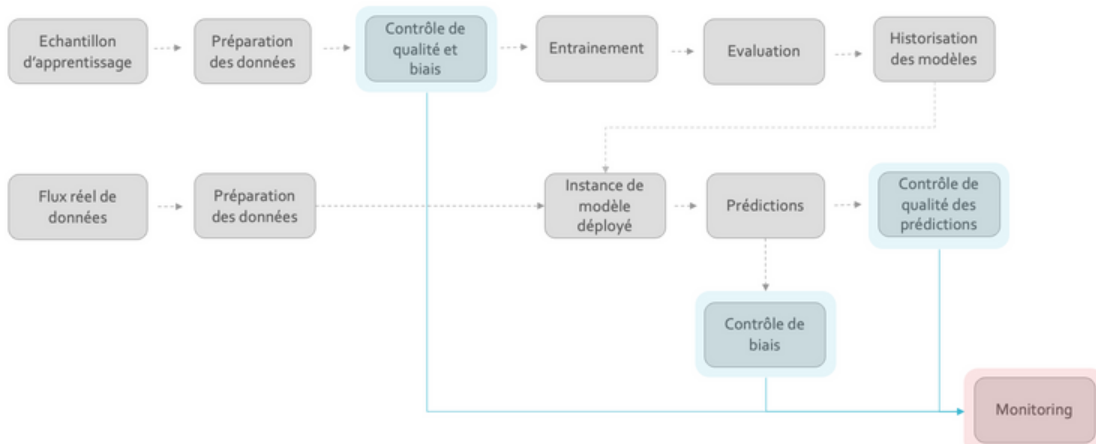 Echantillon
d'apprentissage
Préparation
des données
Contrôle de
qualité et
biais
Entrainement
Evaluation
Historisation
des modèles
Flux réel de
données
Préparation
des données
Instance de
modèle
déployé
Prédictions
Contrôle de
qualité des
prédictions
Contrôle de
biais
Monitoring